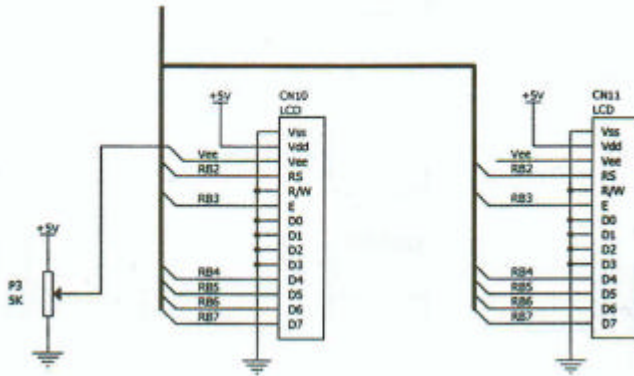 +5V
CN10
LCD
Vss
Vdd
Vee
Vee
RB2
RS
R/W
RB3
E
D0
D1
D2
D3
RB4
D4
RB5
D5
RB6
D6
RB7
D7
+5V
P3
5K
+5V
CN11
LCD
Vss
Vdd
Vee
Vee
RB2
RS
R/W
RB3
E
D0
D1
D2
D3
RB4
D4
RB5
D5
RB6
D6
RB7
D7